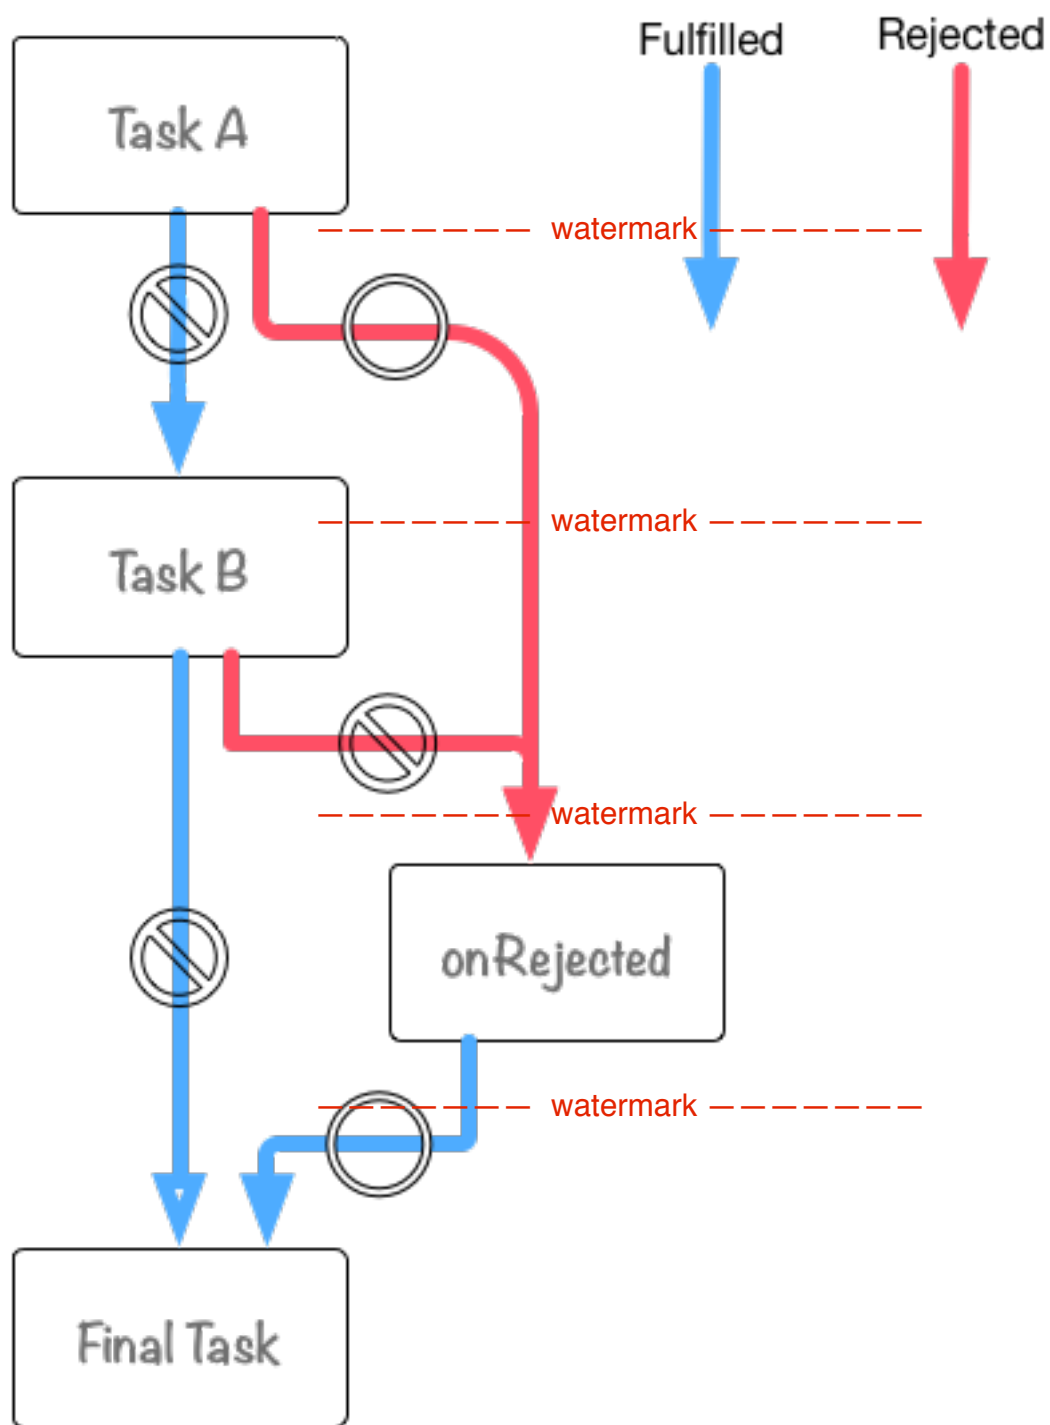 Fulfilled Rejected
Task A
watermark
watermark
Task B
watermark
onRejected
watermark
Final Task